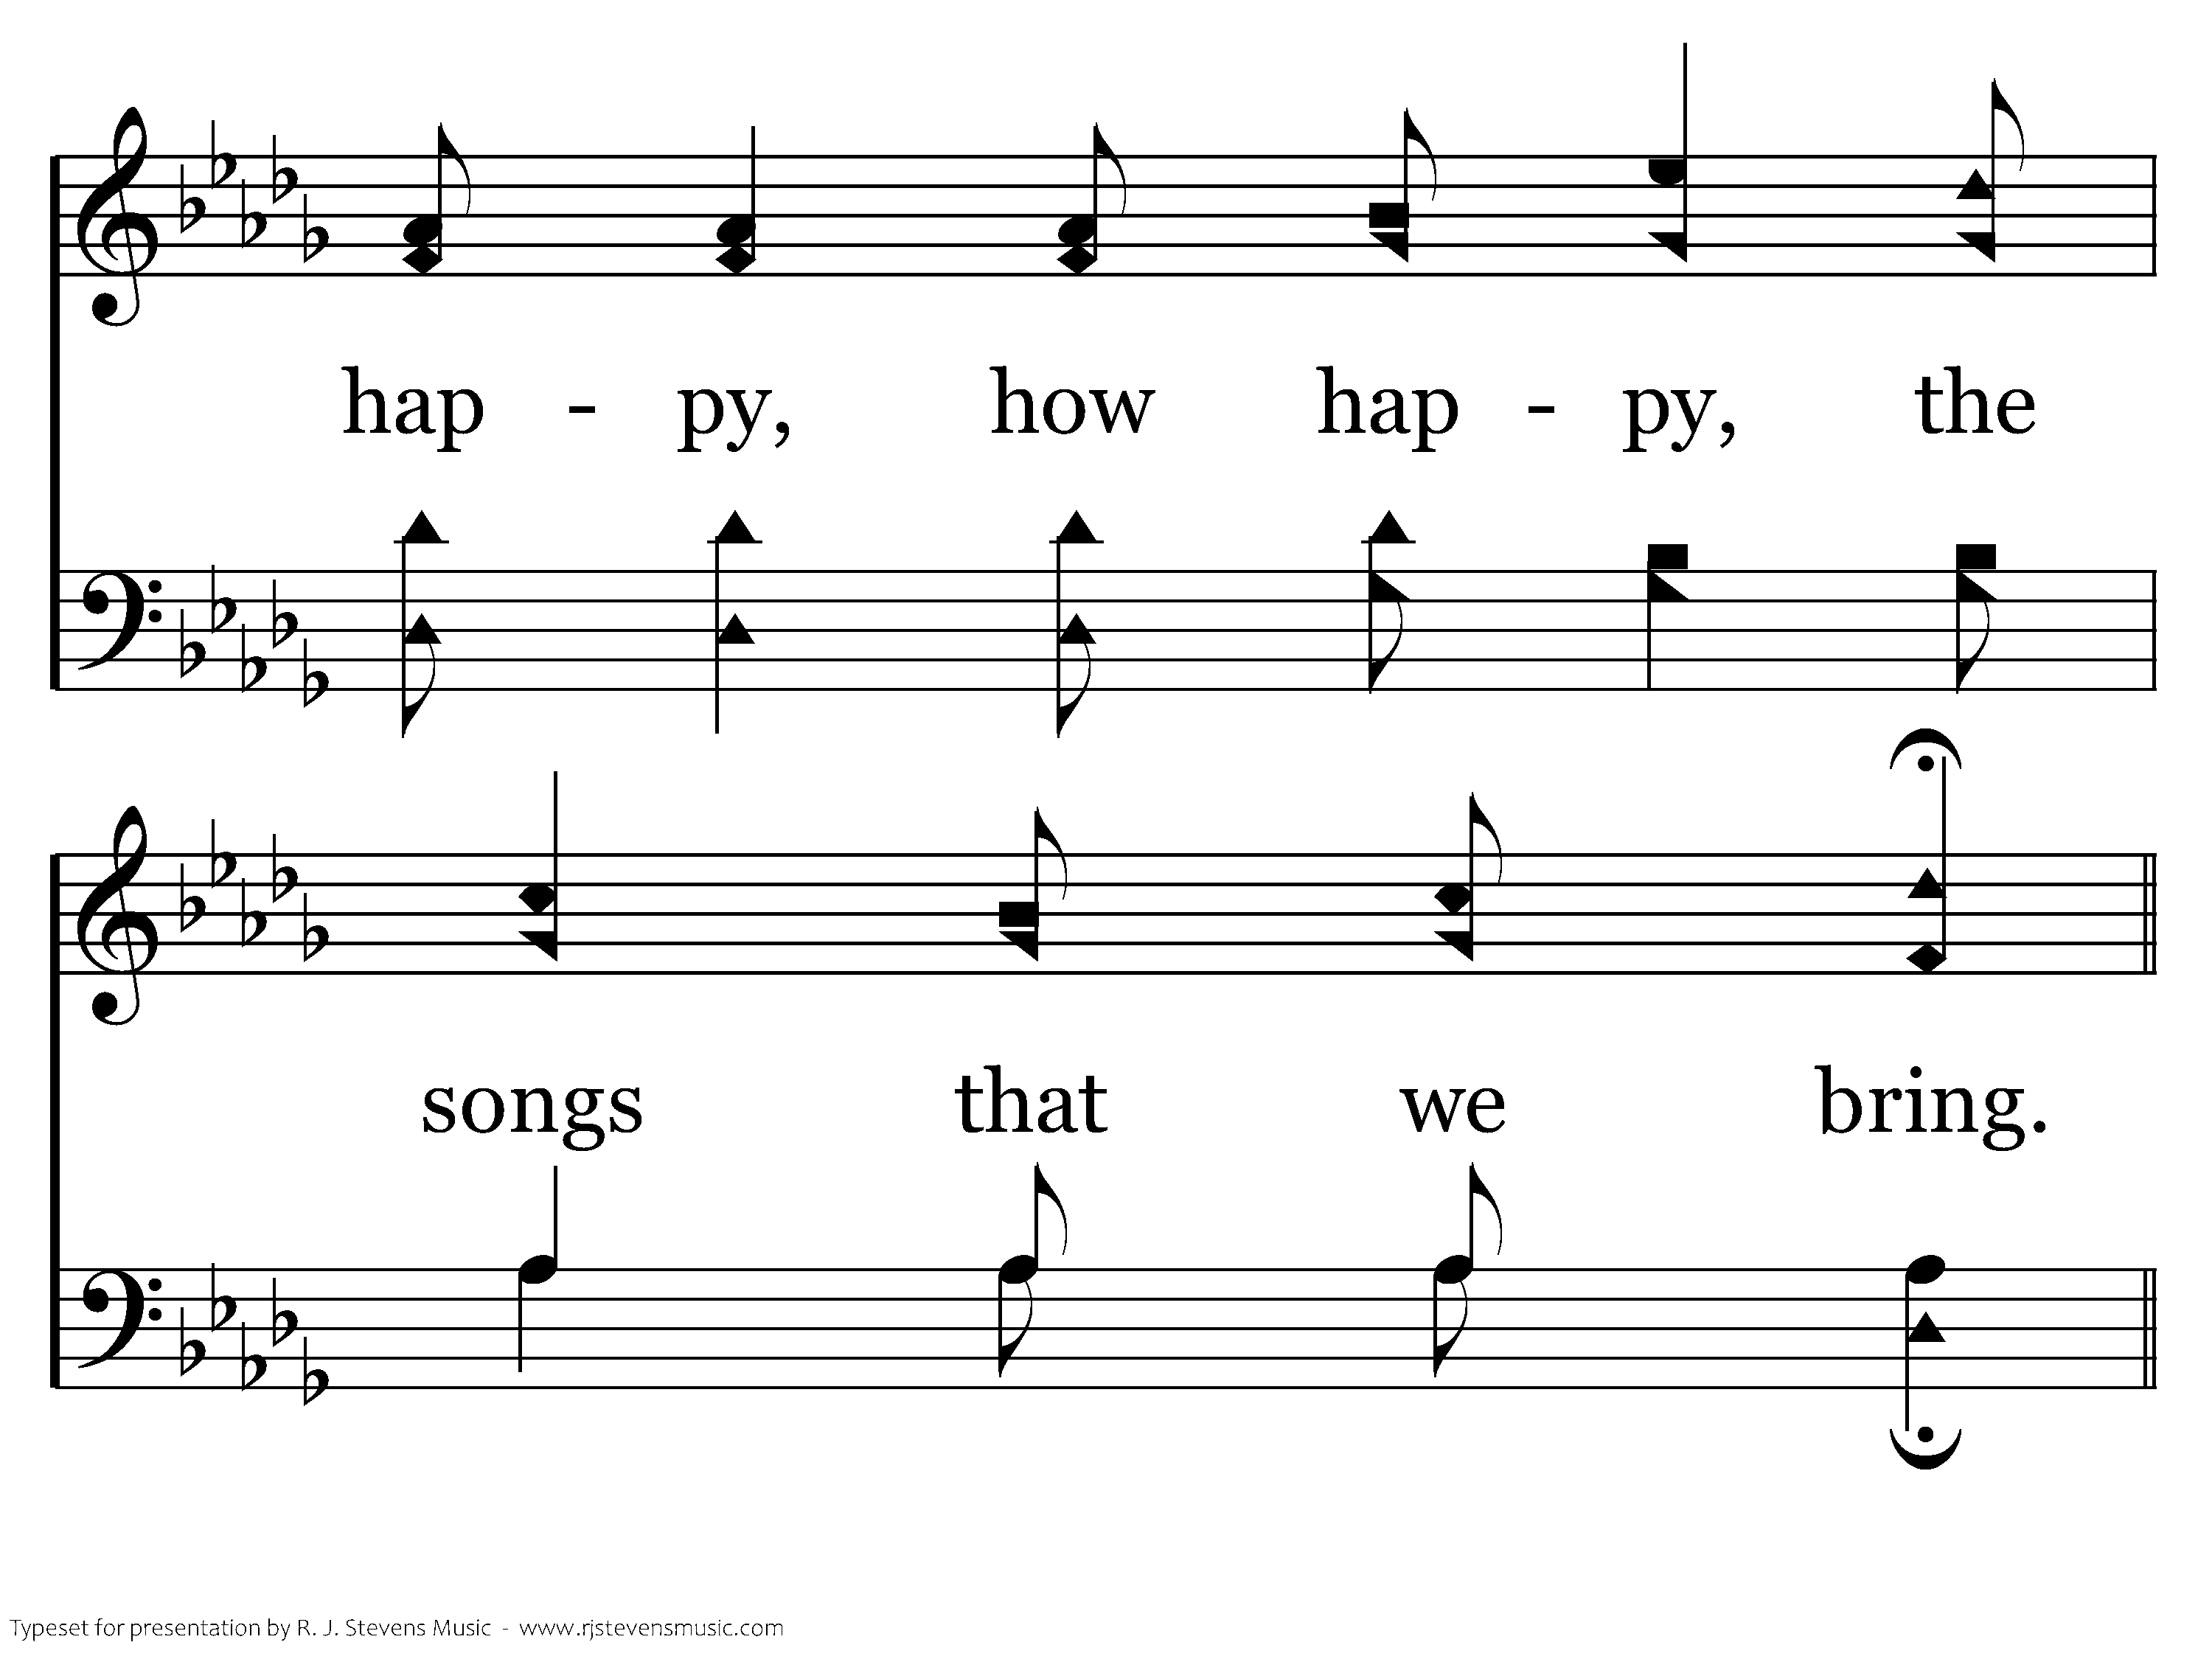 hap - py, how hap - py, the
songs that we bring.
Typeset for presentation by R. J. Stevens Music - www.rjstevensmusic.com